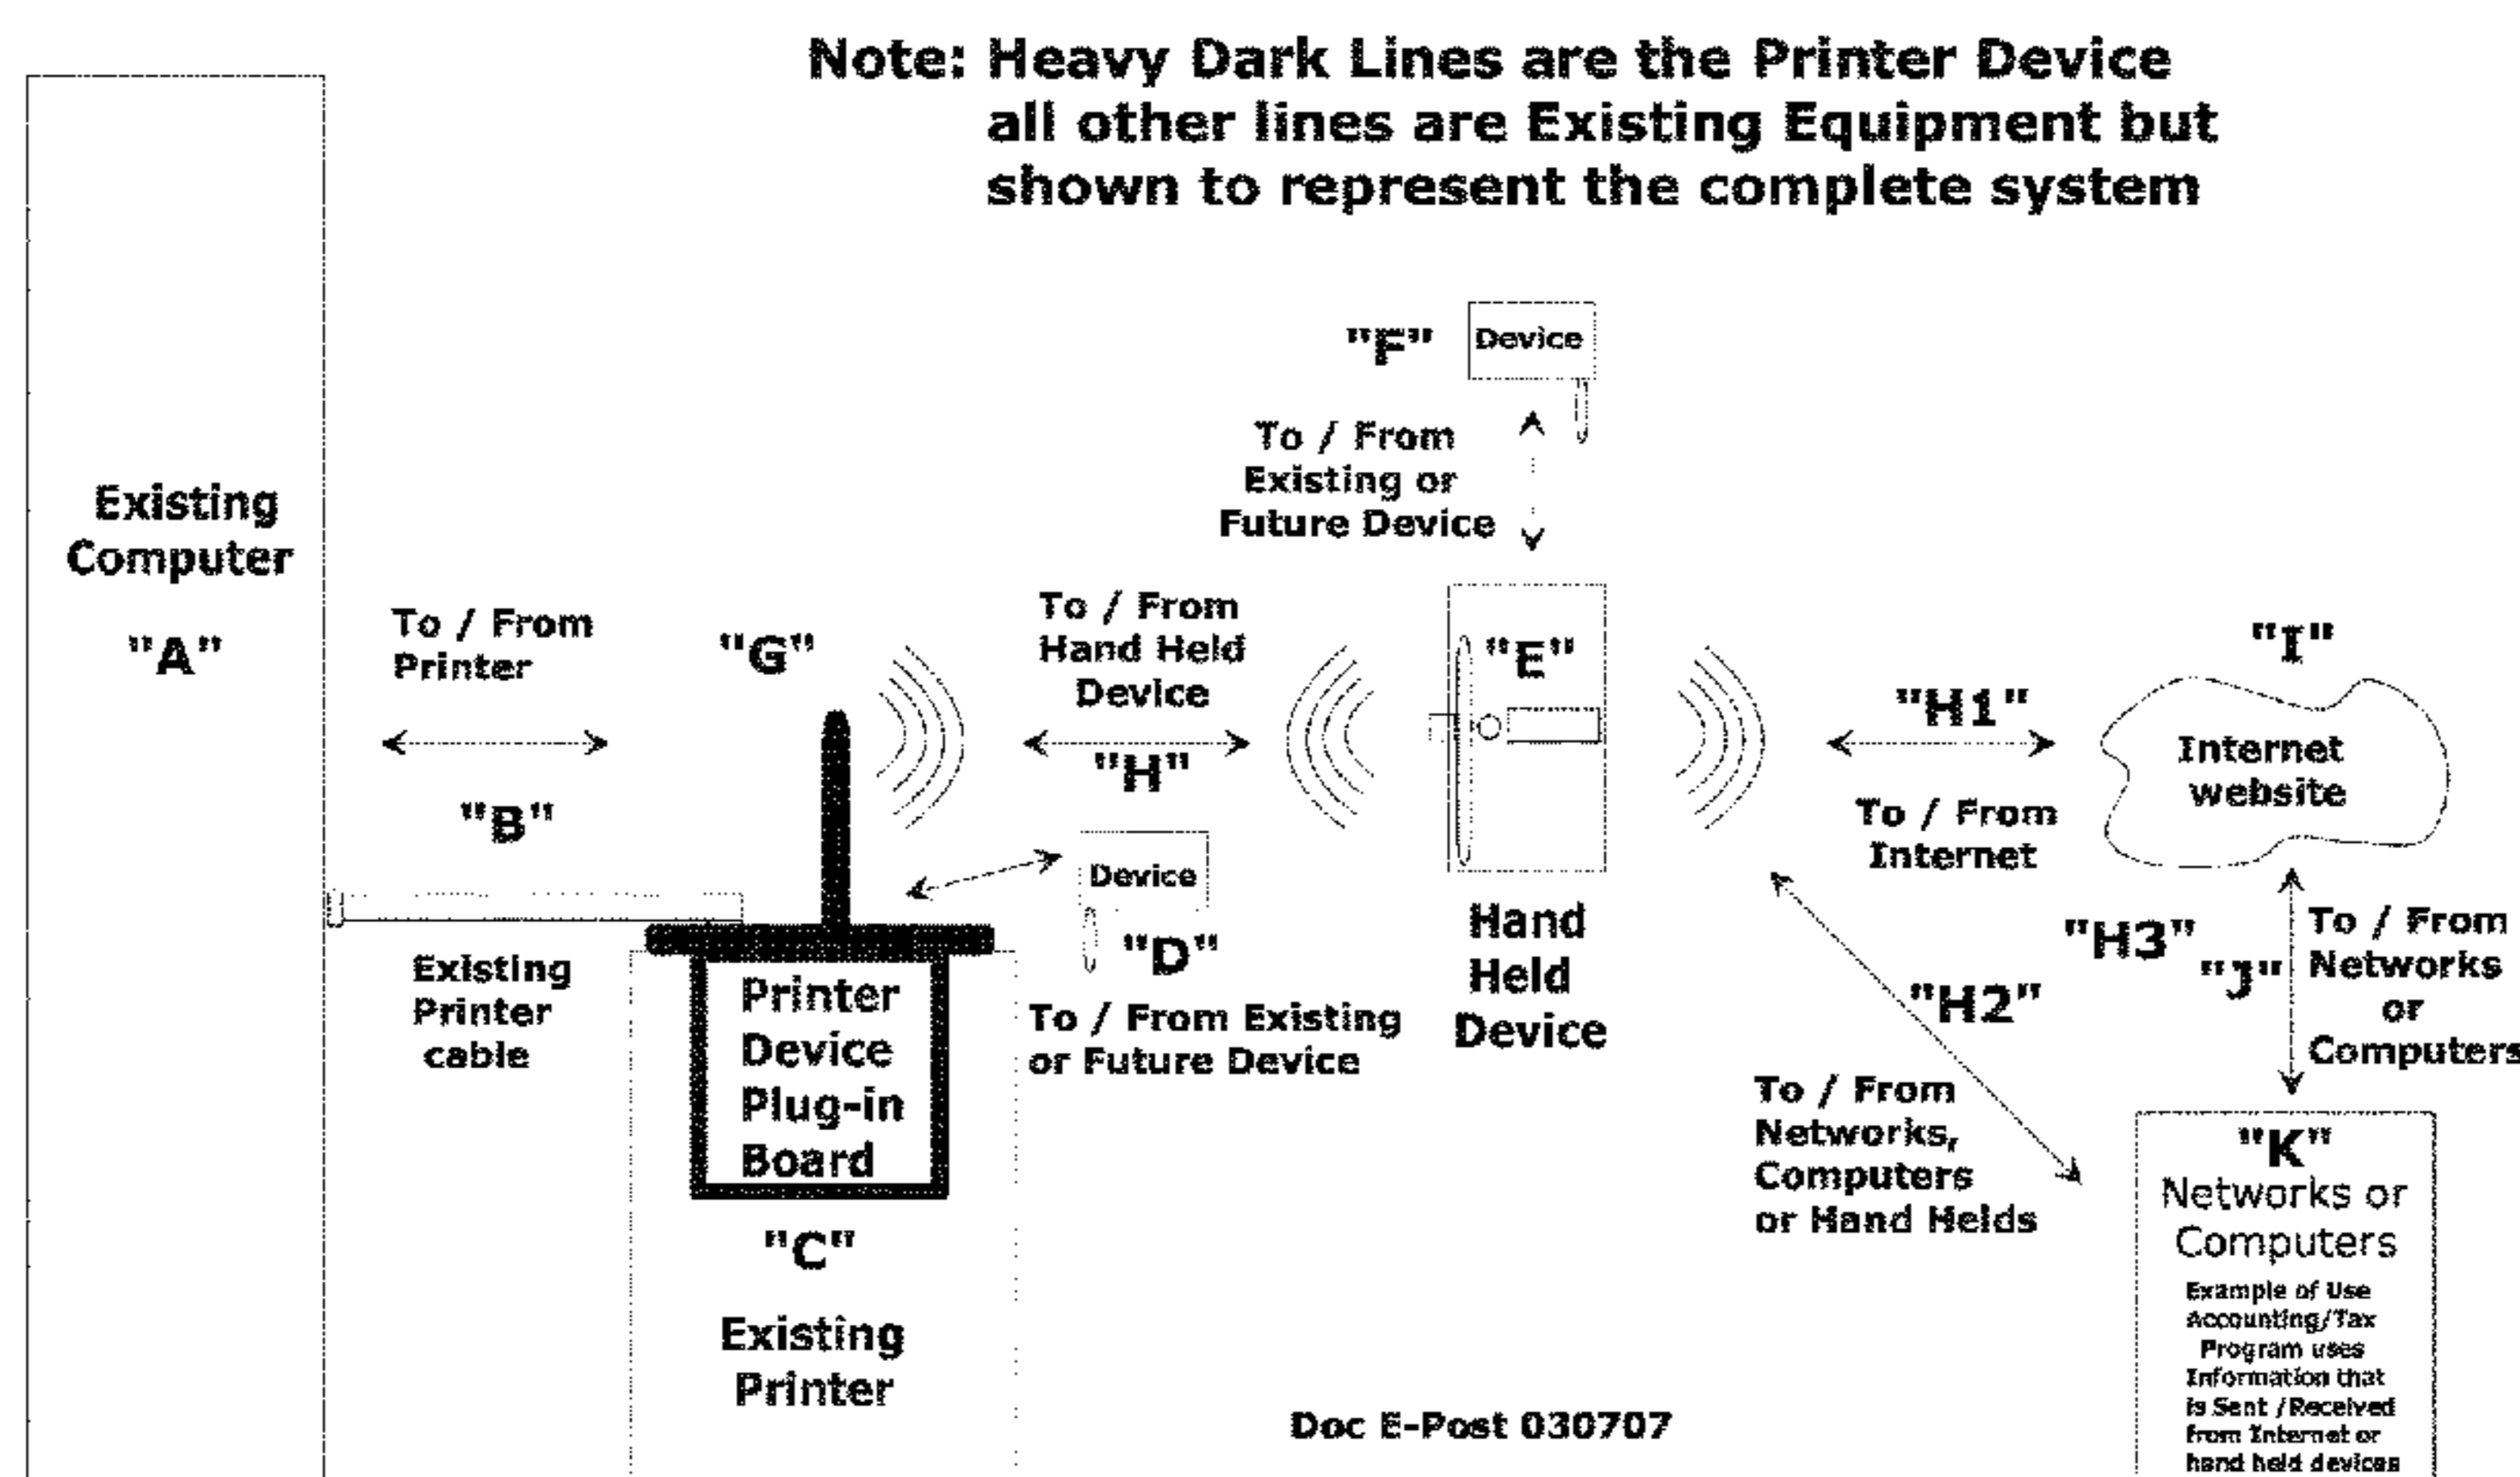 Note: Heavy Dark Lines are the Printer Device
all other lines are Existing Equipment but
shown to represent the complete system
"F"
Device
To / From
Existing or
Future Device
Existing
Computer
"A"
To / From
Printer
"B"
Existing
Printer
cable
"G"
To / From
Hand Held
Device
"H"
Device
"D"
To / From Existing
or Future Device
Printer
Device
Plug-in
Board
"C"
Existing
Printer
"E"
Hand
Held
Device
"H1"
To / From
Internet
"I"
Internet
website
"H3"
"J"
To / From
Networks
or
Computers
"H2"
To / From
Networks,
Computers
or Hand Helds
"K"
Networks or
Computers
Example of Use
Accounting/Tax
Program uses
Information that
is Sent /Received
from Internet or
hand held devices
Doc E-Post 030707